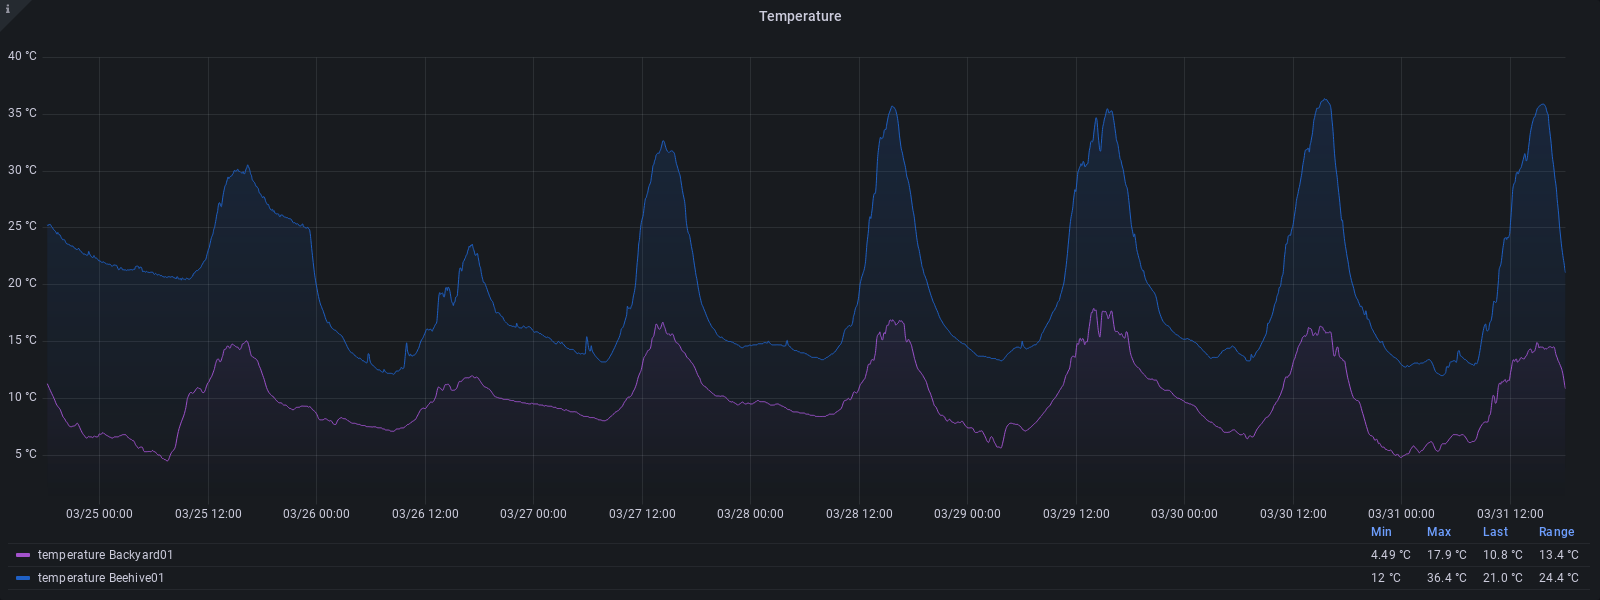 i
Temperature
40 °C
35 °C
30 °C
25 °C
20 °C
15 °C
10 °C
5 °C
03/25 00:00 03/25 12:00 03/26 00:00 03/26 12:00 03/27 00:00 03/27 12:00 03/28 00:00 03/28 12:00 03/29 00:00 03/29 12:00 03/30 00:00 03/30 12:00 03/31 00:00 03/31 12:00
Min Max Last Range
temperature Backyard01 4.49 °C 17.9 °C 10.8 °C 13.4 °C
temperature Beehive01 12 °C 36.4 °C 21.0 °C 24.4 °C